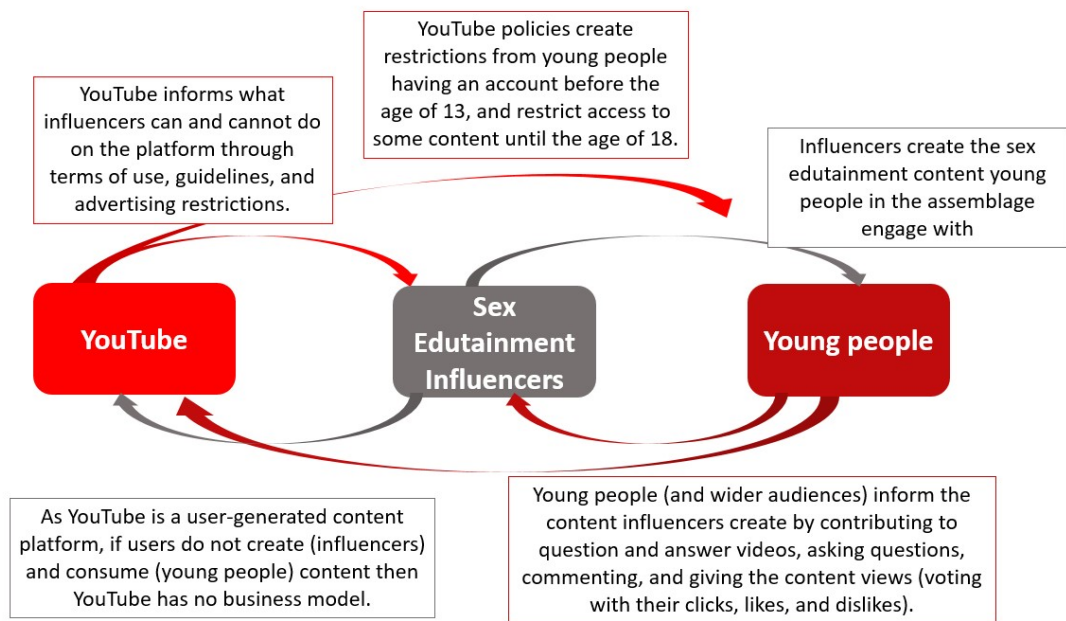 YouTube policies create
restrictions from young people
having an account before the
age of 13, and restrict access to
some content until the age of 18.
YouTube informs what
influencers can and cannot do
on the platform through
terms of use, guidelines, and
advertising restrictions.
Influencers create the sex
edutainment content young
people in the assemblage
engage with
YouTube
Sex
Edutainment
Influencers
Young people
As YouTube is a user-generated content
platform, if users do not create (influencers)
and consume (young people) content then
YouTube has no business model.
Young people (and wider audiences) inform the
content influencers create by contributing to
question and answer videos, asking questions,
commenting, and giving the content views (voting
with their clicks, likes, and dislikes).